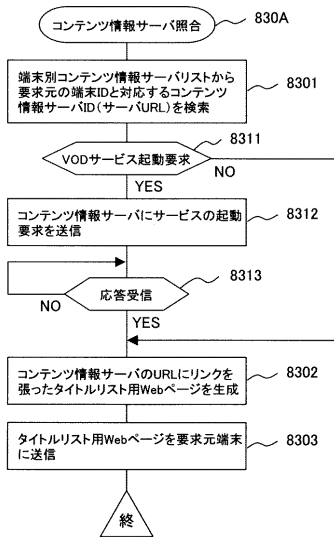 コンテンツ情報サーバ照合
830A
端末別コンテンツ情報サーバリストから
要求元の端末IDと対応するコンテンツ
情報サーバID(サーバURL)を検索
8301
VODサービス起動要求
8311
NO
YES
コンテンツ情報サーバにサービスの起動
要求を送信
8312
応答受信
8313
NO
YES
コンテンツ情報サーバのURLにリンクを
張ったタイトルリスト用Webページを生成
8302
タイトルリスト用Webページを要求元端末
に送信
8303
終